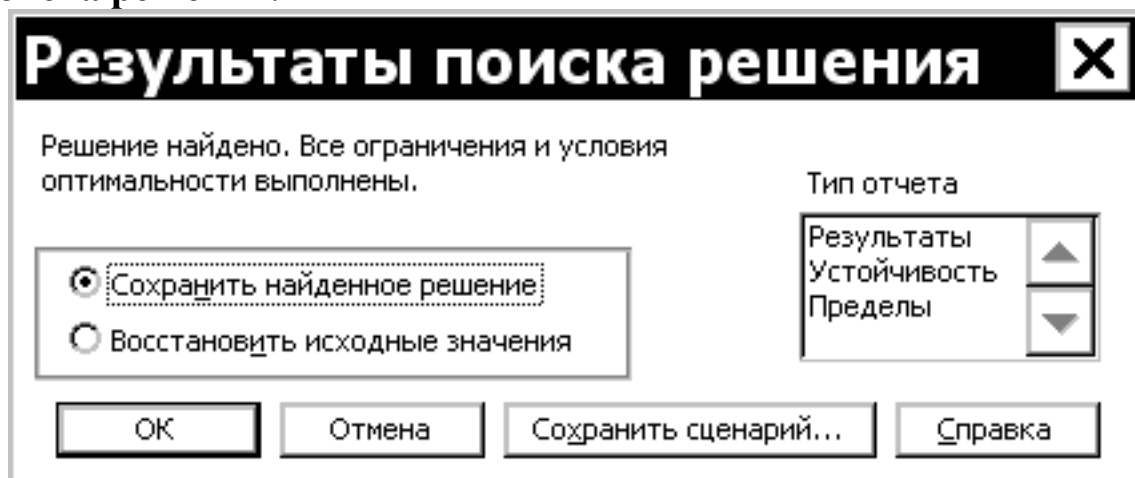 Результаты поиска решения
Решение найдено. Все ограничения и условия
оптимальности выполнены.
Тип отчета
Результаты
Устойчивость
Пределы
Сохранить найденное решение
Восстановить исходные значения
ОК
Отмена
Сохранить сценарий...
Справка